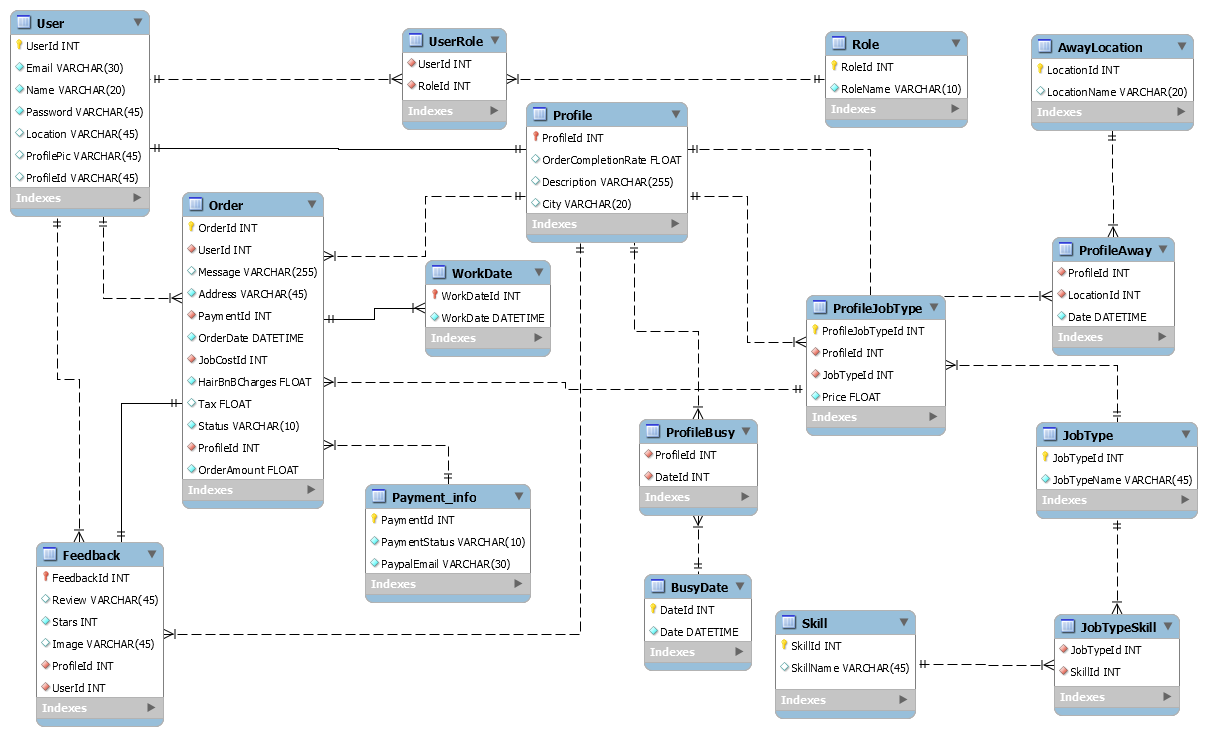 User
UserId INT
Email VARCHAR(30)
Name VARCHAR(20)
Password VARCHAR(45)
Location VARCHAR(45)
ProfilePic VARCHAR(45)
ProfileId VARCHAR(45)
Indexes
UserRole
UserId INT
RoleId INT
Indexes
Role
RoleId INT
RoleName VARCHAR(10)
Indexes
AwayLocation
LocationId INT
LocationName VARCHAR(20)
Indexes
Profile
ProfileId INT
OrderCompletionRate FLOAT
Description VARCHAR(255)
City VARCHAR(20)
Indexes
Order
OrderId INT
UserId INT
Message VARCHAR(255)
Address VARCHAR(45)
PaymentId INT
OrderDate DATETIME
JobCostId INT
HairBnBCharges FLOAT
Tax FLOAT
Status VARCHAR(10)
ProfileId INT
OrderAmount FLOAT
Indexes
WorkDate
WorkDateId INT
WorkDate DATETIME
Indexes
ProfileAway
ProfileId INT
LocationId INT
Date DATETIME
Indexes
ProfileJobType
ProfileJobTypeId INT
ProfileId INT
JobTypeId INT
Price FLOAT
Indexes
ProfileBusy
ProfileId INT
DateId INT
Indexes
JobType
JobTypeId INT
JobTypeName VARCHAR(45)
Indexes
Payment_info
PaymentId INT
PaymentStatus VARCHAR(10)
PaypalEmail VARCHAR(30)
Indexes
Feedback
FeedbackId INT
Review VARCHAR(45)
Stars INT
Image VARCHAR(45)
ProfileId INT
UserId INT
Indexes
BusyDate
DateId INT
Date DATETIME
Indexes
Skill
SkillId INT
SkillName VARCHAR(45)
Indexes
JobTypeSkill
JobTypeId INT
SkillId INT
Indexes